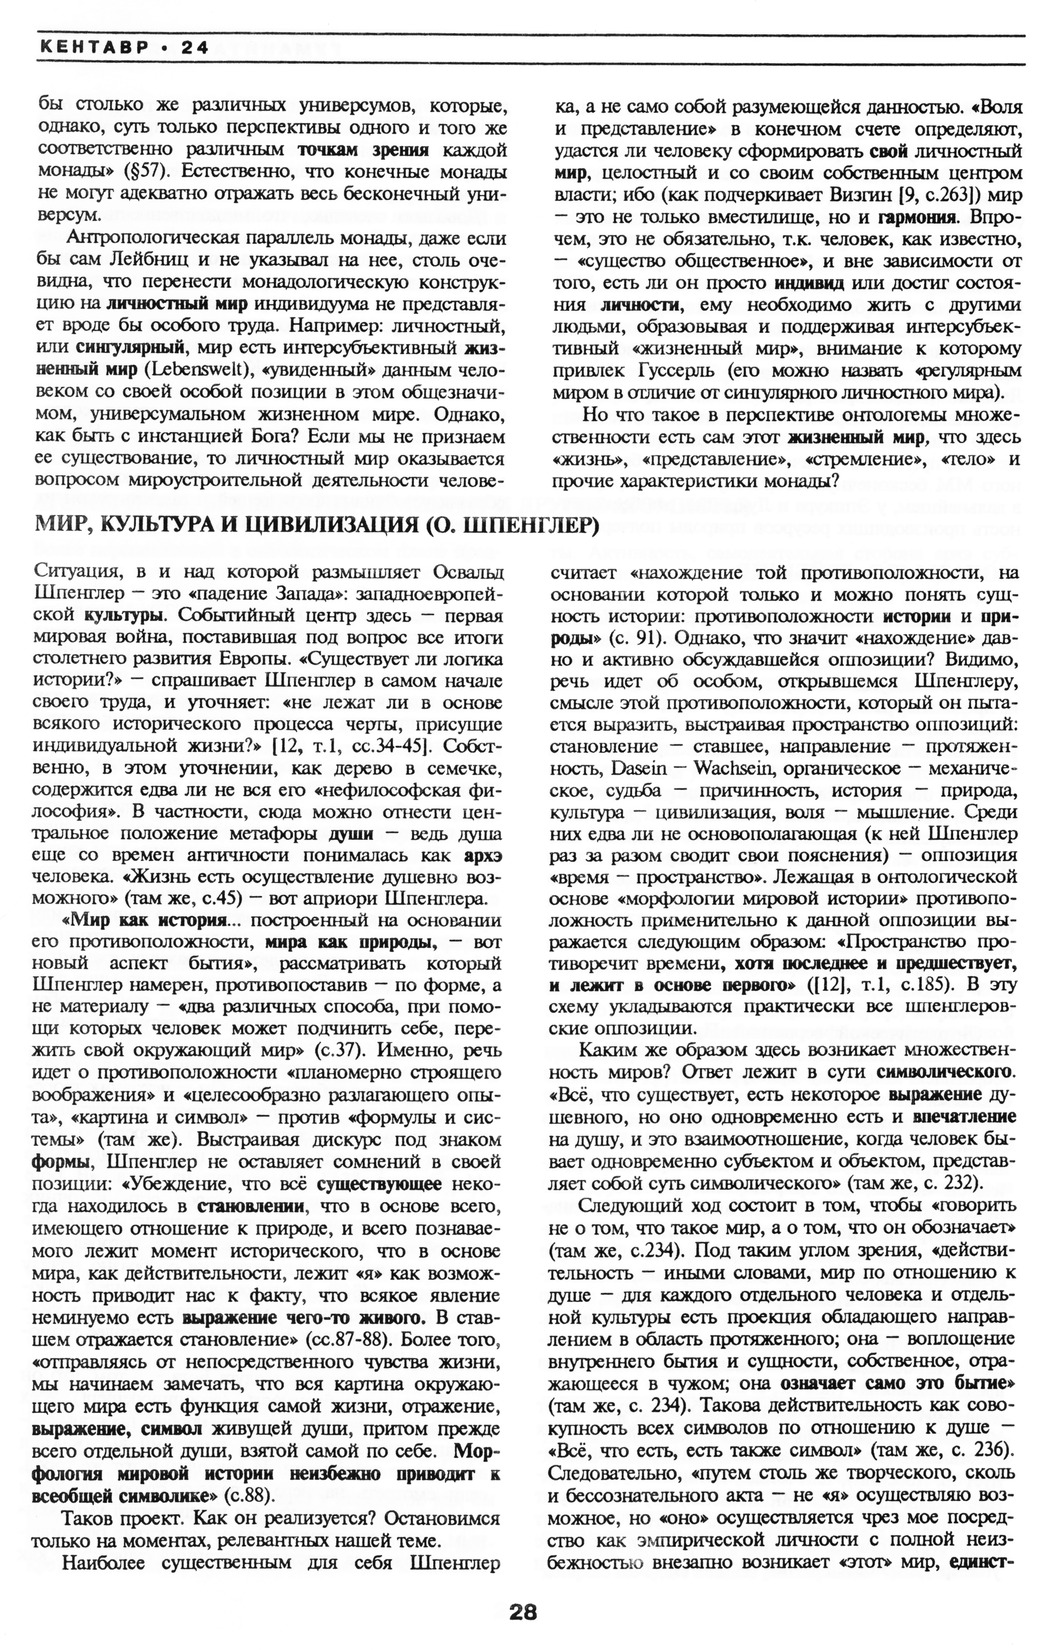 КЕНТАВР • 24
бы столько же различных универсумов, которые,
однако, суть только перспективы одного и того же
соответственно различным точкам зрения каждой
монады» (§57). Естественно, что конечные монады
не могут адекватно отражать весь бесконечный уни-
версум.
Антропологическая параллель монады, даже если
бы сам Лейбниц и не указывал на нее, столь оче-
видна, что перенести монадологическую конструк-
цию на личностный мир индивидуума не представля-
ет вроде бы особого труда. Например: личностный,
или сингулярный, мир есть интерсубъективный жиз-
ненный мир (Lebenswelt), «увиденный» данным чело-
веком со своей особой позиции в этом общезначи-
мом, универсумальном жизненном мире. Однако,
как быть с инстанцией Бога? Если мы не признаем
ее существование, то личностный мир оказывается
вопросом мироустроительной деятельности челове-
ка, а не само собой разумеющейся данностью. «Воля
и представление» в конечном счете определяют,
удастся ли человеку сформировать свой личностный
мир, целостный и со своим собственным центром
власти; ибо (как подчеркивает Визгин [9, с.263]) мир
— это не только вместилище, но и гармония. Впро-
чем, это не обязательно, т.к. человек, как известно,
— «существо общественное», и вне зависимости от
того, есть ли он просто индивид или достиг состоя-
ния личности, ему необходимо жить с другими
людьми, образовывая и поддерживая интерсубъек-
тивный «жизненный мир», внимание к которому
привлек Гуссерль (его можно назвать «регулярным
миром в отличие от сингулярного личностного мира).
Но что такое в перспективе онтологемы множе-
ственности есть сам этот жизненный мир, что здесь
«жизнь», «представление», «стремление», «тело» и
прочие характеристики монады?
МИР, КУЛЬТУРА И ЦИВИЛИЗАЦИЯ (О. ШПЕНГЛЕР)
Ситуация, в и над которой размышляет Освальд
Шпенглер — это «падение Запада»: западноевропей-
ской культуры. Событийный центр здесь — первая
мировая война, поставившая под вопрос все итоги
столетнего развития Европы. «Существует ли логика
истории?» — спрашивает Шпенглер в самом начале
своего труда, и уточняет: «не лежат ли в основе
всякого исторического процесса черты, присущие
индивидуальной жизни?» [12, т.1, сс.34-45]. Собст-
венно, в этом уточнении, как дерево в семечке,
содержится едва ли не вся его «нефилософская фи-
лософия». В частности, сюда можно отнести цен-
тральное положение метафоры души — ведь душа
еще со времен античности понималась как архэ
человека. «Жизнь есть осуществление душевно воз-
можного» (там же, с.45) — вот априори Шпенглера.
«Мир как история... построенный на основании
его противоположности, мира как природы, — вот
новый аспект бытия», рассматривать который
Шпенглер намерен, противопоставив — по форме, а
не материалу — «два различных способа, при помо-
щи которых человек может подчинить себе, пере-
жить свой окружающий мир» (с.37). Именно, речь
идет о противоположности «планомерно строящего
воображения» и «целесообразно разлагающего опы-
та», «картина и символ» — против «формулы и сис-
темы» (там же). Выстраивая дискурс под знаком
формы, Шпенглер не оставляет сомнений в своей
позиции: «Убеждение, что всё существующее неко-
гда находилось в становлении, что в основе всего,
имеющего отношение к природе, и всего познавае-
мого лежит момент исторического, что в основе
мира, как действительности, лежит «я» как возмож-
ность приводит нас к факту, что всякое явление
неминуемо есть выражение чего-то живого. В став-
шем отражается становление» (сс.87-88). Более того,
«отправляясь от непосредственного чувства жизни,
мы начинаем замечать, что вся картина окружаю-
щего мира есть функция самой жизни, отражение,
выражение, символ живущей души, притом прежде
всего отдельной души, взятой самой по себе. Мор-
фология мировой истории неизбежно приводит к
всеобщей символике» (с.88).
Таков проект. Как он реализуется? Остановимся
только на моментах, релевантных нашей теме.
Наиболее существенным для себя Шпенглер
считает «нахождение той противоположности, на
основании которой только и можно понять сущ-
ность истории: противоположности истории и при-
роды» (с. 91). Однако, что значит «нахождение» дав-
но и активно обсуждавшейся оппозиции? Видимо,
речь идет об особом, открывшемся Шпенглеру,
смысле этой противоположности, который он пыта-
ется выразить, выстраивая пространство оппозиций:
становление — ставшее, направление — протяжен-
ность, Dasein — Wachsein, органическое — механиче-
ское, судьба — причинность, история — природа,
культура — цивилизация, воля — мышление. Среди
них едва ли не основополагающая (к ней Шпенглер
раз за разом сводит свои пояснения) — оппозиция
«время — пространство». Лежащая в онтологической
основе «морфологии мировой истории» противопо-
ложность применительно к данной оппозиции вы-
ражается следующим образом: «Пространство про-
тиворечит времени, хотя последнее и предшествует,
и лежит в основе первого» ([12], т.1, с.185). В эту
схему укладываются практически все шпенглеров-
ские оппозиции.
Каким же образом здесь возникает множествен-
ность миров? Ответ лежит в сути символического.
«Всё, что существует, есть некоторое выражение ду-
шевного, но оно одновременно есть и впечатление
на душу, и это взаимоотношение, когда человек бы-
вает одновременно субъектом и объектом, представ-
ляет собой суть символического» (там же, с. 232).
Следующий ход состоит в том, чтобы «говорить
не о том, что такое мир, а о том, что он обозначает»
(там же, с.234). Под таким углом зрения, «действи-
тельность — иными словами, мир по отношению к
душе — для каждого отдельного человека и отдель-
ной культуры есть проекция обладающего направ-
лением в область протяженного; она — воплощение
внутреннего бытия и сущности, собственное, отра-
жающееся в чужом; она означает само это бытие»
(там же, с. 234). Такова действительность как сово-
купность всех символов по отношению к душе —
«Всё, что есть, есть также символ» (там же, с. 236).
Следовательно, «путем столь же творческого, сколь
и бессознательного акта — не «я» осуществляю воз-
можное, но «оно» осуществляется чрез мое посред-
ство как эмпирической личности с полной неиз-
бежностью внезапно возникает «этот» мир, единст-
28